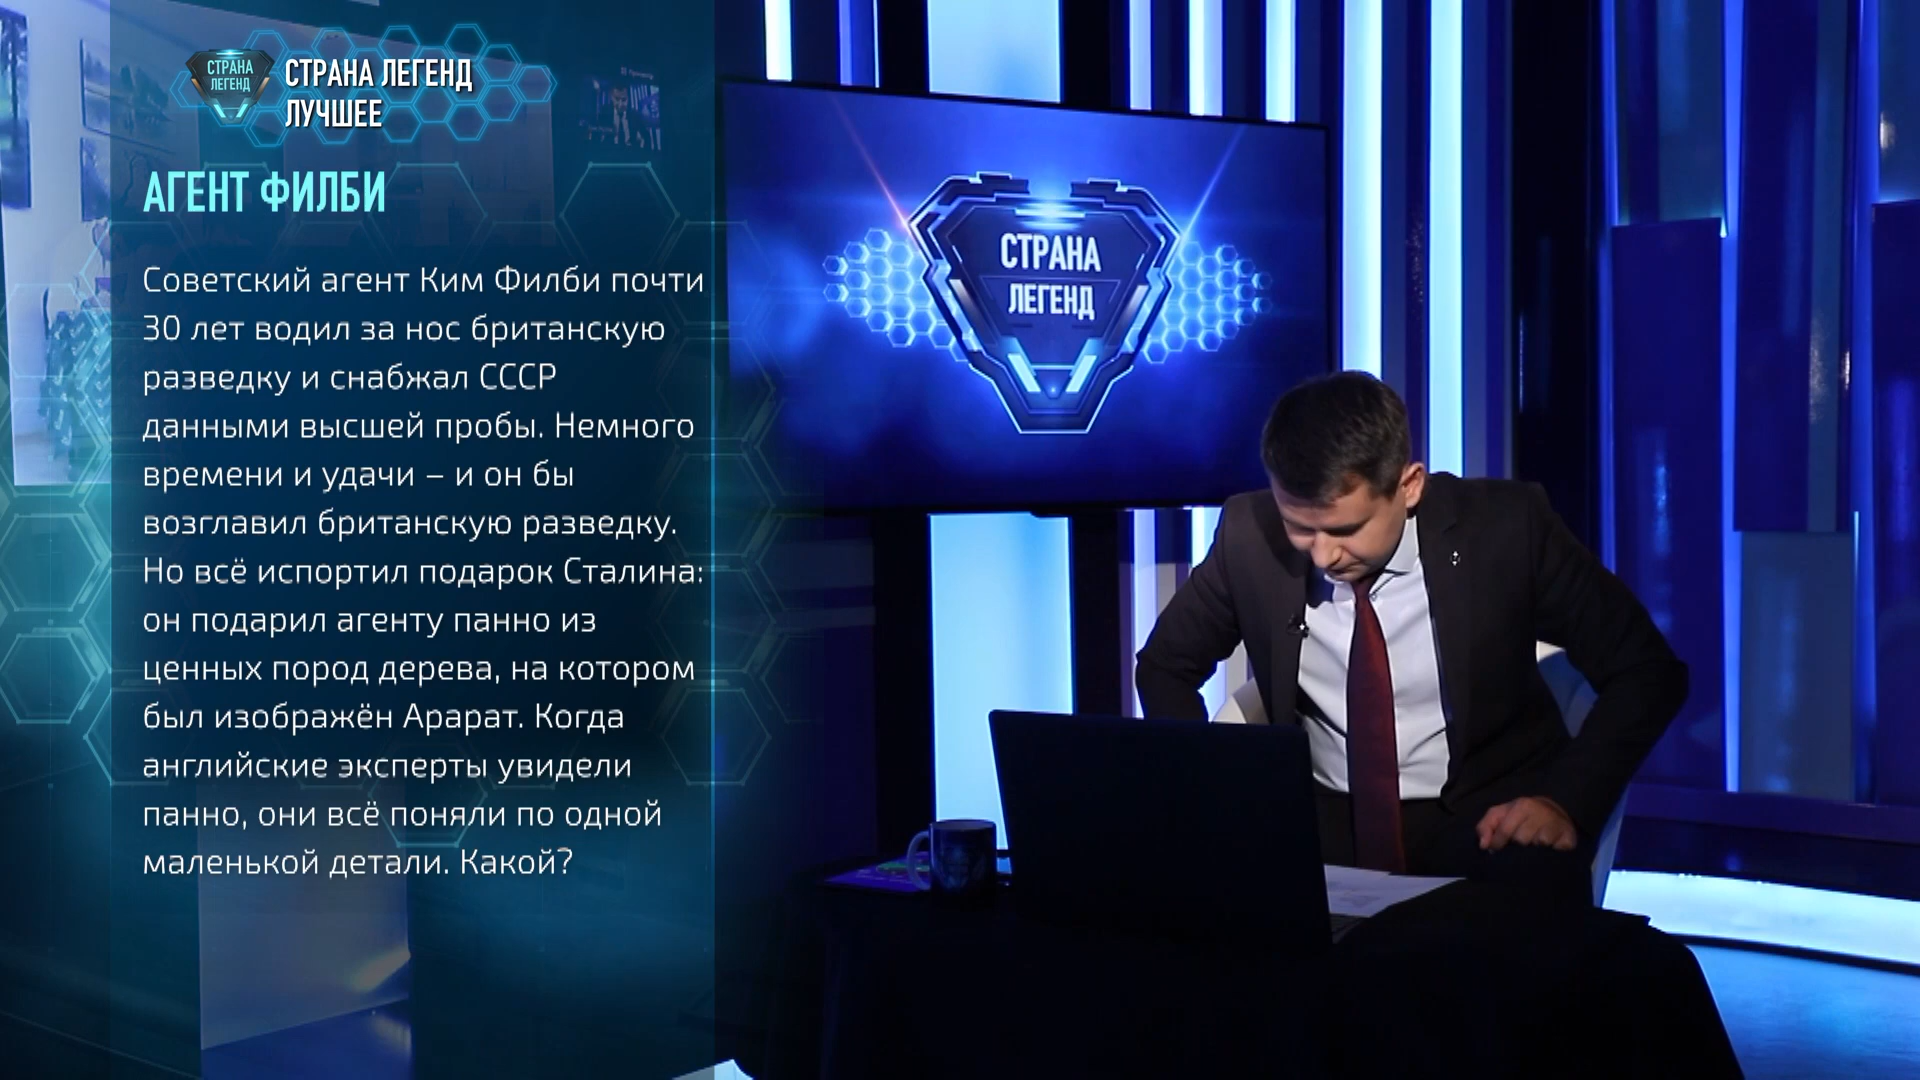 СТРАНА
ЛЕГЕНД
СТРАНА ЛЕГЕНД
ЛУЧШЕЕ
АГЕНТ ФИЛБИ
Советский агент Ким Филби почти
30 лет водил за нос британскую
разведку и снабжал СССР
данными высшей пробы. Немного
времени и удачи – и он бы
возглавил британскую разведку.
Но всё испортил подарок Сталина:
он подарил агенту панно из
ценных пород дерева, на котором
был изображён Арарат. Когда
английские эксперты увидели
панно, они всё поняли по одной
маленькой детали. Какой?
СТРАНА
ЛЕГЕНД